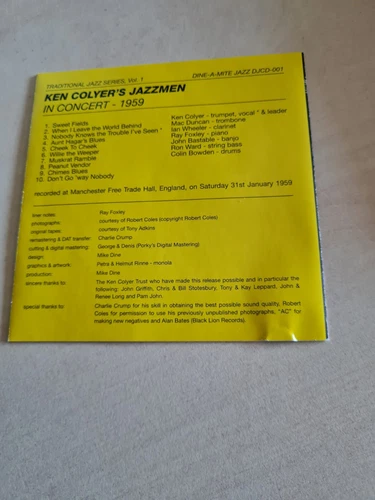 TRADITIONAL JAZZ SERIES, Vol. 1
DINE-A-MITE JAZZ DJCD-001
KEN COLYER'S JAZZMEN
IN CONCERT - 1959
1. Sweet Fields
2. When I Leave the World Behind
3. Nobody Knows the Trouble I've Seen *
4. Aunt Hagar's Blues
5. Cheek To Cheek
6. Willie the Weeper
7. Muskrat Ramble
8. Peanut Vendor
9. Chimes Blues
10. Don't Go 'way Nobody
Ken Colyer - trumpet, vocal * & leader
Mac Duncan - trombone
Ian Wheeler - clarinet
Ray Foxley - piano
John Bastable - banjo
Ron Ward - string bass
Colin Bowden - drums
recorded at Manchester Free Trade Hall, England, on Saturday 31st January 1959
liner notes: Ray Foxley
photographs: courtesy of Robert Coles (copyright Robert Coles)
original tapes: courtesy of Tony Adkins
remastering & DAT transfer: Charlie Crump
cutting & digital mastering: George & Denis (Porky's Digital Mastering)
design: Mike Dine
graphics & artwork: Petra & Helmut Rinne - monola
production: Mike Dine
sincere thanks to: The Ken Colyer Trust who have made this release possible and in particular the
following: John Griffith, Chris & Bill Stotesbury, Tony & Kay Leppard, John &
Renee Long and Pam John.
special thanks to: Charlie Crump for his skill in obtaining the best possible sound quality, Robert
Coles for permission to use his previously unpublished photographs, "AC" for
making new negatives and Alan Bates (Black Lion Records).